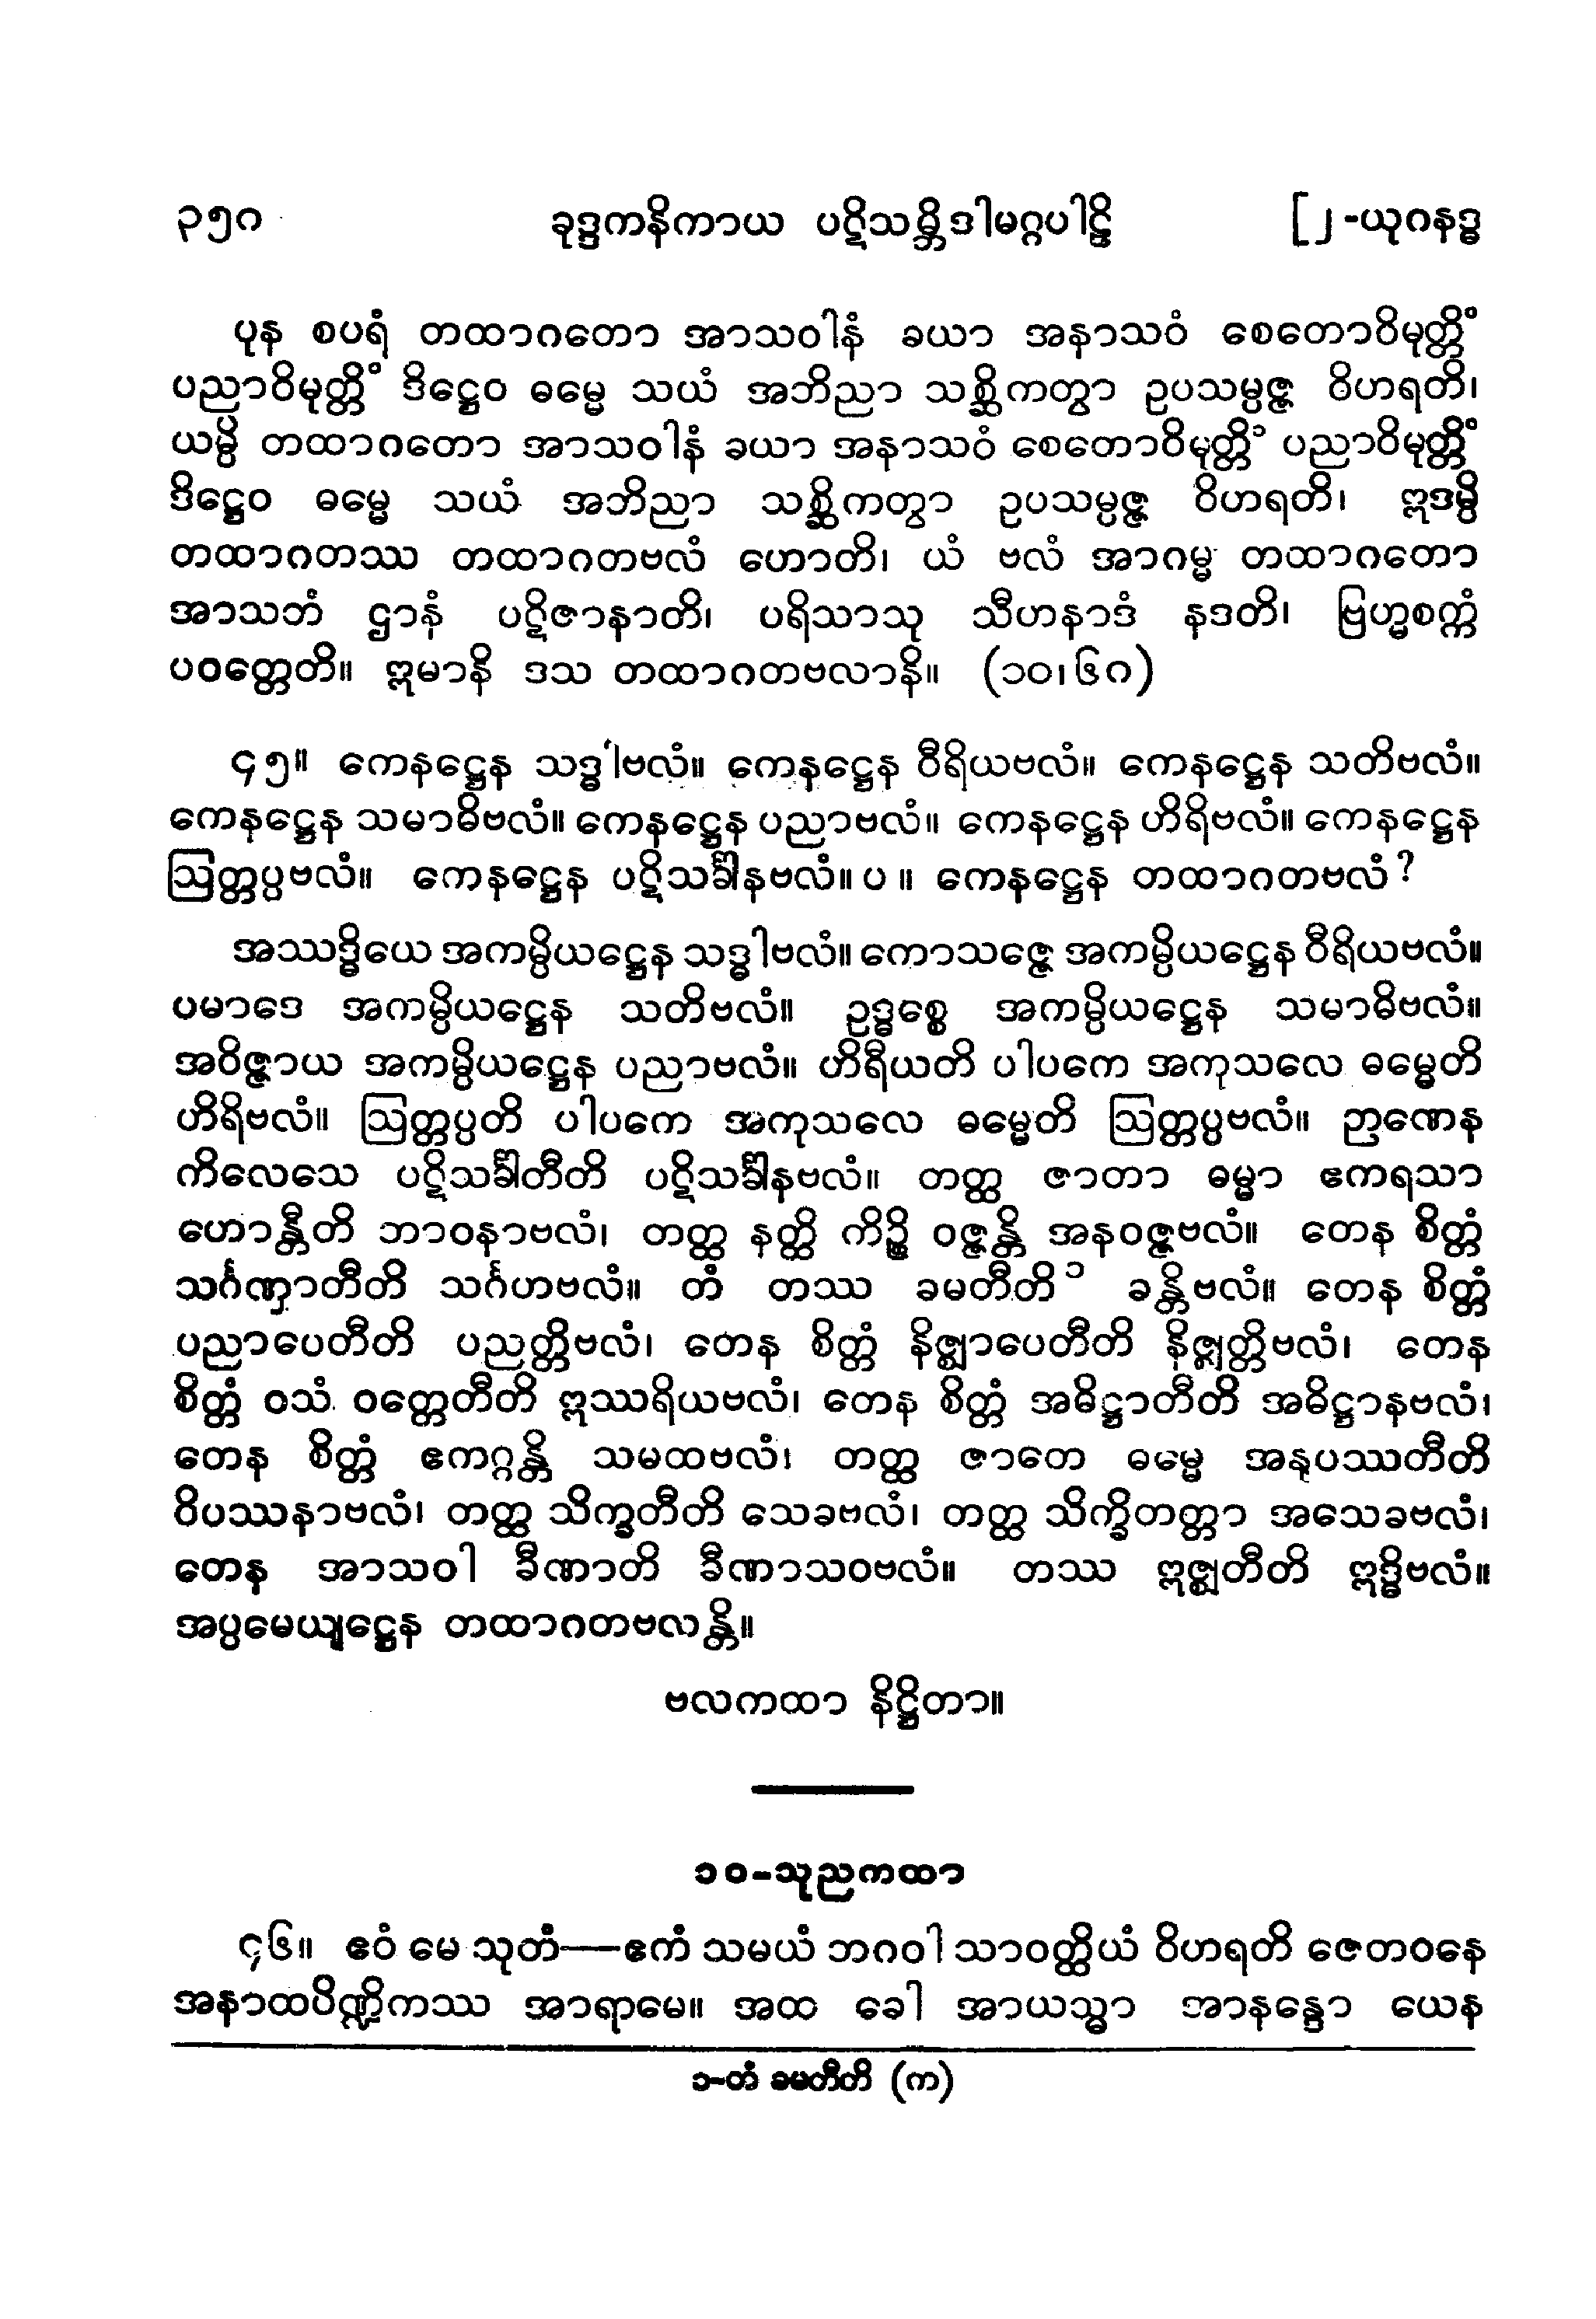 ၃၅ဂ ခုဒ္ဒကနိကာယ ပဋိသမ္ဘိဒါမဂ္ဂပါဠိ [၂-ယုဂနဒ္ဓ
ပုန စပရံ တထာဂတော အာသဝါနံ ခယာ အနာသဝံ စေတောဝိမုတ္တိံ
ပညာဝိမုတ္တိံ ဒိဋ္ဌေဝ ဓမ္မေ သယံ အဘိညာ သစ္ဆိကတွာ ဥပသမ္ပဇ္ဇ ဝိဟရတိ၊
ယမ္ပိ တထာဂတော အာသဝါနံ ခယာ အနာသဝံ စေတောဝိမုတ္တိံ ပညာဝိမုတ္တိံ
ဒိဋ္ဌေဝ ဓမ္မေ သယံ အဘိညာ သစ္ဆိကတွာ ဥပသမ္ပဇ္ဇ ဝိဟရတိ၊ ဣဒမ္ပိ
တထာဂတဿ တထာဂတဗလံ ဟောတိ၊ ယံ ဗလံ အာဂမ္မ တထာဂတော
အာသဘံ ဌာနံ ပဋိဇာနာတိ၊ ပရိသာသု သီဟနာဒံ နဒတိ၊ ဗြဟ္မစက္ကံ
ပဝတ္တေတိ။ ဣမာနိ ဒသ တထာဂတဗလာနိ။ (၁၀၊၆ဂ)
၄၅။ ကေနဋ္ဌေန သဒ္ဓါဗလံ။ ကေနဋ္ဌေန ဝီရိယဗလံ။ ကေနဋ္ဌေန သတိဗလံ။
ကေနဋ္ဌေန သမာဓိဗလံ။ ကေနဋ္ဌေန ပညာဗလံ။ ကေနဋ္ဌေန ဟိရိဗလံ။ ကေနဋ္ဌေန
ဩတ္တပ္ပဗလံ။ ကေနဋ္ဌေန ပဋိသင်္ခါနဗလံ။ ပ ။ ကေနဋ္ဌေန တထာဂတဗလံ?
အဿဒ္ဓိယေ အကမ္ပိယဋ္ဌေန သဒ္ဓါဗလံ။ ကောသဇ္ဇေ အကမ္ပိယဋ္ဌေန ဝီရိယဗလံ။
ပမာဒေ အကမ္ပိယဋ္ဌေန သတိဗလံ။ ဥဒ္ဓစ္စေ အကမ္ပိယဋ္ဌေန သမာဓိဗလံ။
အဝိဇ္ဇာယ အကမ္ပိယဋ္ဌေန ပညာဗလံ။ ဟိရီယတိ ပါပကေ အကုသလေ ဓမ္မေတိ
ဟိရိဗလံ။ ဩတ္တပ္ပတိ ပါပကေ အကုသလေ ဓမ္မေတိ ဩတ္တပ္ပဗလံ။ ဉာဏေန
ကိလေသေ ပဋိသင်္ခါတီတိ ပဋိသင်္ခါနဗလံ။ တတ္ထ ဇာတာ ဓမ္မာ ဧကရသာ
ဟောန္တီတိ ဘာဝနာဗလံ၊ တတ္ထ နတ္ထိ ကိဉ္စိ ဝဇ္ဇန္တိ အနဝဇ္ဇဗလံ။ တေန စိတ္တံ
သင်္ဂဏှာတီတိ သင်္ဂဟဗလံ။ တံ တဿ ခမတီတိ ၁ ခန္တိဗလံ။ တေန စိတ္တံ
ပညာပေတီတိ ပညတ္တိဗလံ၊ တေန စိတ္တံ နိဇ္ဈာပေတီတိ နိဇ္ဈတ္တိဗလံ၊ တေန
စိတ္တံ ဝသံ ဝတ္တေတီတိ ဣဿရိယဗလံ၊ တေန စိတ္တံ အဓိဋ္ဌာတီတိ အဓိဋ္ဌာနဗလံ၊
တေန စိတ္တံ ဧကဂ္ဂန္တိ သမထဗလံ၊ တတ္ထ ဇာတေ ဓမ္မေ အနုပဿတီတိ
ဝိပဿနာဗလံ၊ တတ္ထ သိက္ခတီတိ သေခဗလံ၊ တတ္ထ သိက္ခိတတ္တာ အသေခဗလံ၊
တေန အာသဝါ ခီဏာတိ ခီဏာသဝဗလံ။ တဿ ဣဇ္ဈတီတိ ဣဒ္ဓိဗလံ။
အပ္ပမေယျဋ္ဌေန တထာဂတဗလန္တိ။
ဗလကထာ နိဋ္ဌိတာ။
၁၀-သုညကထာ
၄၆။ ဧဝံ မေ သုတံ—ဧကံ သမယံ ဘဂဝါ သာဝတ္ထိယံ ဝိဟရတိ ဇေတဝနေ
အနာထပိဏ္ဍိကဿ အာရာမေ။ အထ ခေါ အာယသ္မာ အာနန္ဒော ယေန
၁-တံ ခမတီတိ (က)